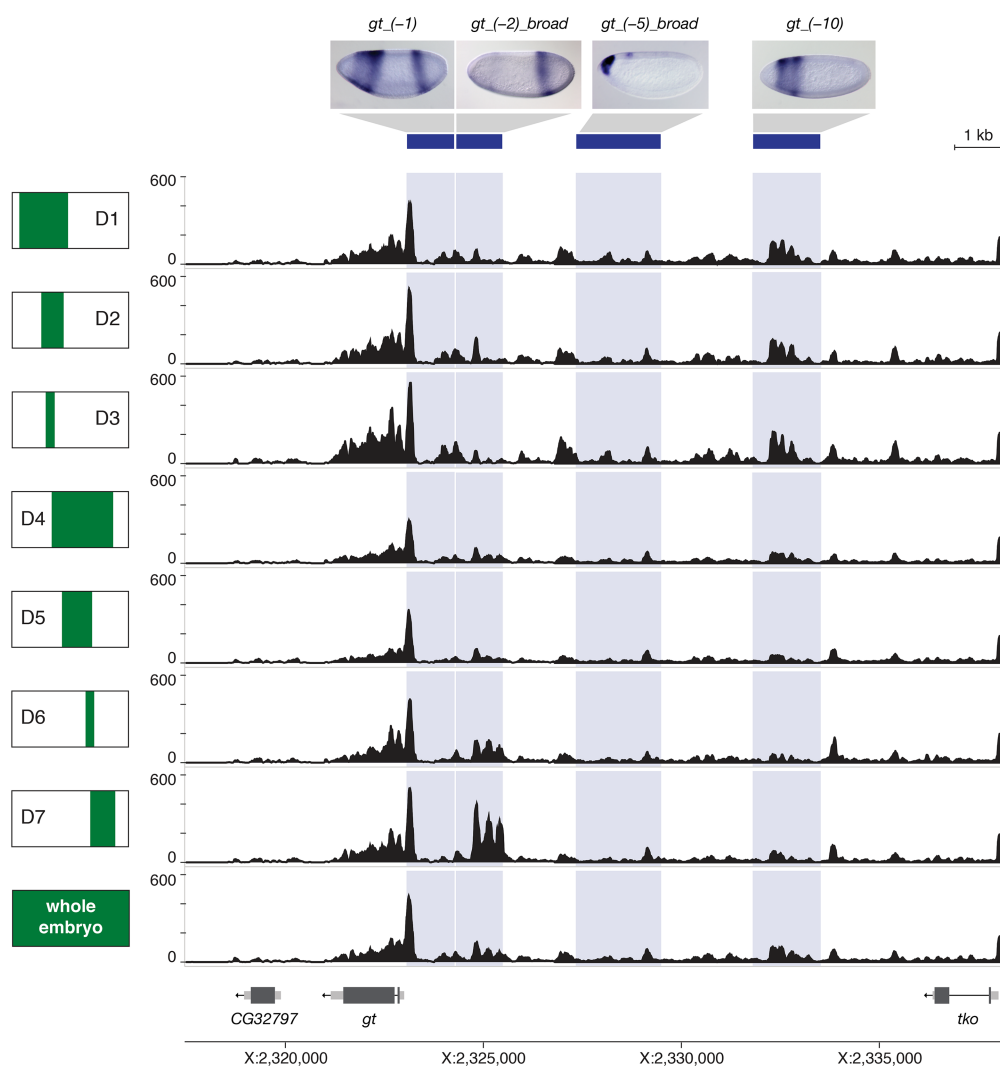 gt_(−1) gt_(−2)_broad gt_(−5)_broad gt_(−10)
1 kb
600
D1
0
600
D2
0
600
D3
0
600
D4
0
600
D5
0
600
D6
0
600
D7
0
600
whole
embryo
0
CG32797 gt tko
X:2,320,000 X:2,325,000 X:2,330,000 X:2,335,000